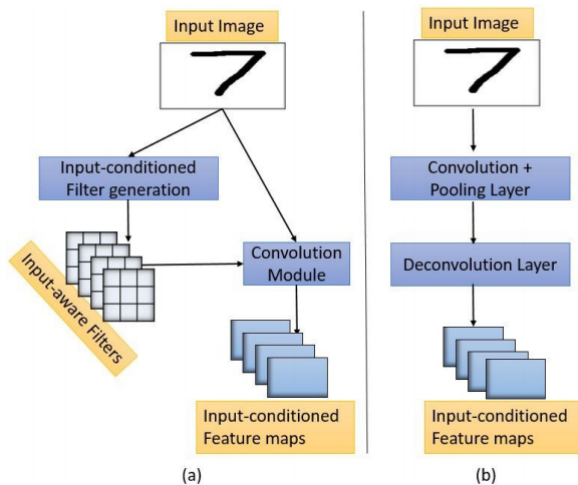 Input Image
7
Input-conditioned
Filter generation
Input-aware Filters
Convolution
Module
Input-conditioned
Feature maps
(a)
Input Image
7
Convolution +
Pooling Layer
Deconvolution Layer
Input-conditioned
Feature maps
(b)